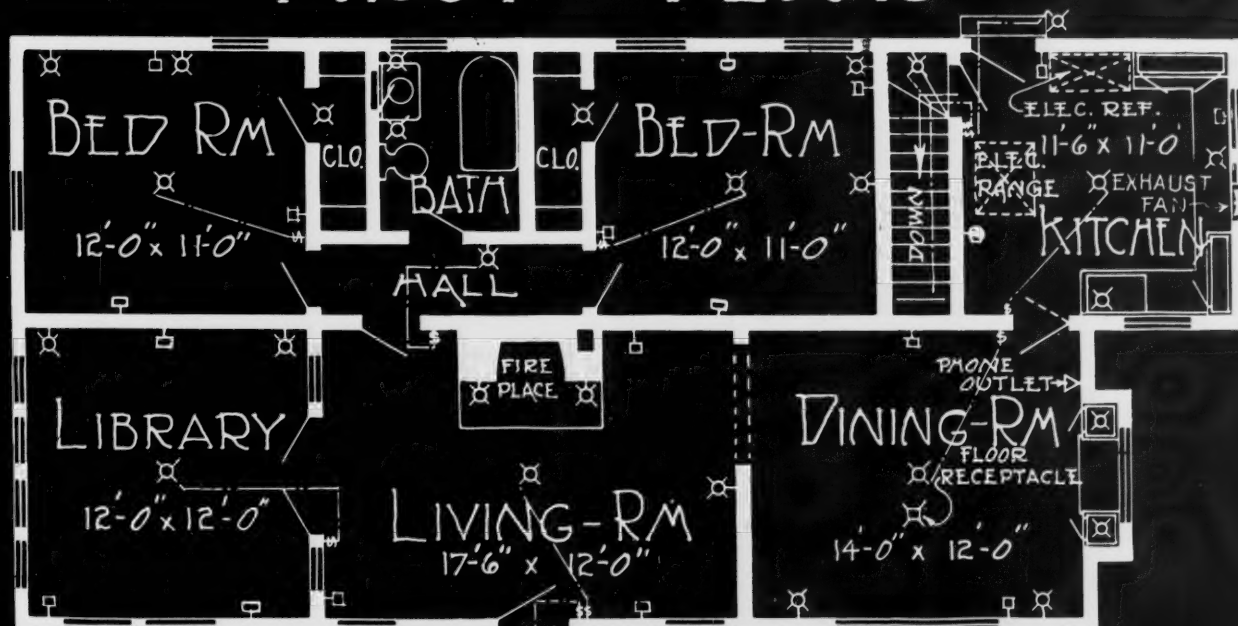 BED RM
12'-0" x 11'-0"
CLO.
BATH
CLO.
BED-RM
12'-0" x 11'-0"
DOWN
ELEC. REF.
11'-6" x 11'-0"
ELEC.
RANGE
EXHAUST
FAN
KITCHEN
HALL
LIBRARY
12'-0" x 12'-0"
FIRE
PLACE
LIVING-RM
17'-6" x 12'-0"
PHONE
OUTLET
DINING-RM
FLOOR
RECEPTACLE
14'-0" x 12'-0"